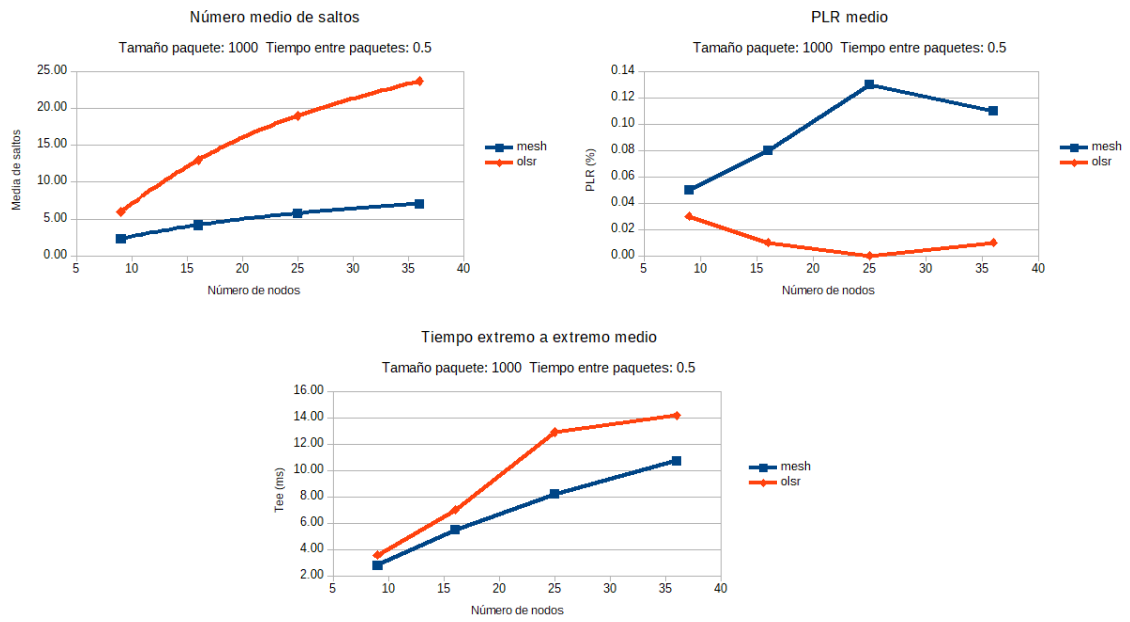 Número medio de saltos
Tamaño paquete: 1000 Tiempo entre paquetes: 0.5
25.00
20.00
15.00
10.00
5.00
0.00
5 10 15 20 25 30 35 40
Media de saltos
Número de nodos
mesh
olsr
PLR medio
Tamaño paquete: 1000 Tiempo entre paquetes: 0.5
0.14
0.12
0.10
0.08
0.06
0.04
0.02
0.00
5 10 15 20 25 30 35 40
PLR (%)
Número de nodos
mesh
olsr
Tiempo extremo a extremo medio
Tamaño paquete: 1000 Tiempo entre paquetes: 0.5
16.00
14.00
12.00
10.00
8.00
6.00
4.00
2.00
5 10 15 20 25 30 35 40
Tee (ms)
Número de nodos
mesh
olsr